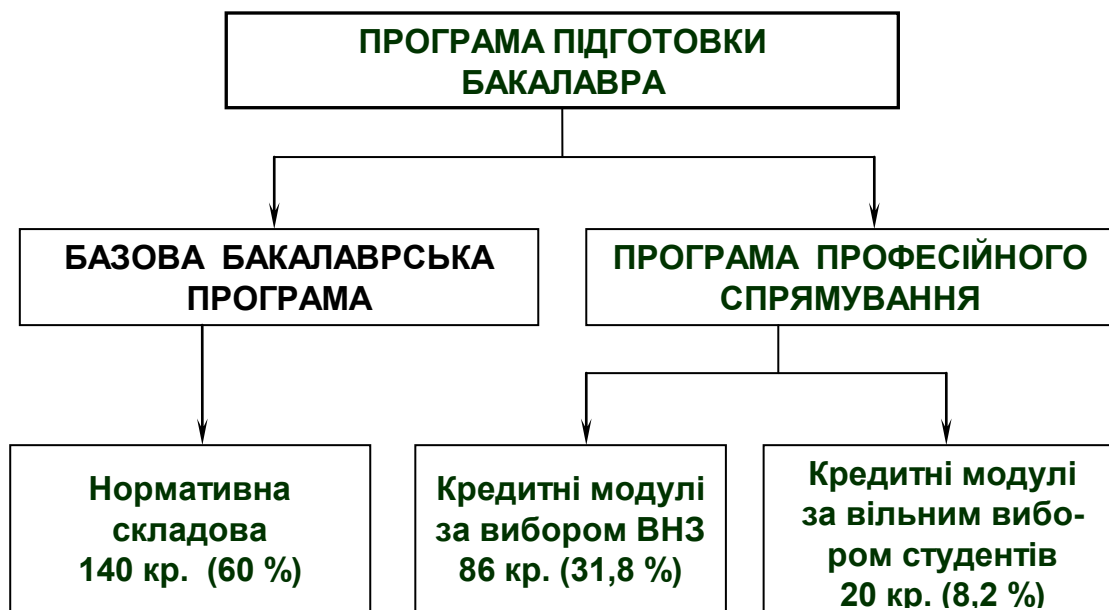 ПРОГРАМА ПІДГОТОВКИ
БАКАЛАВРА
БАЗОВА БАКАЛАВРСЬКА
ПРОГРАМА
ПРОГРАМА ПРОФЕСІЙНОГО
СПРЯМУВАННЯ
Нормативна
складова
140 кр. (60 %)
Кредитні модулі
за вибором ВНЗ
86 кр. (31,8 %)
Кредитні модулі
за вільним вибо-
ром студентів
20 кр. (8,2 %)